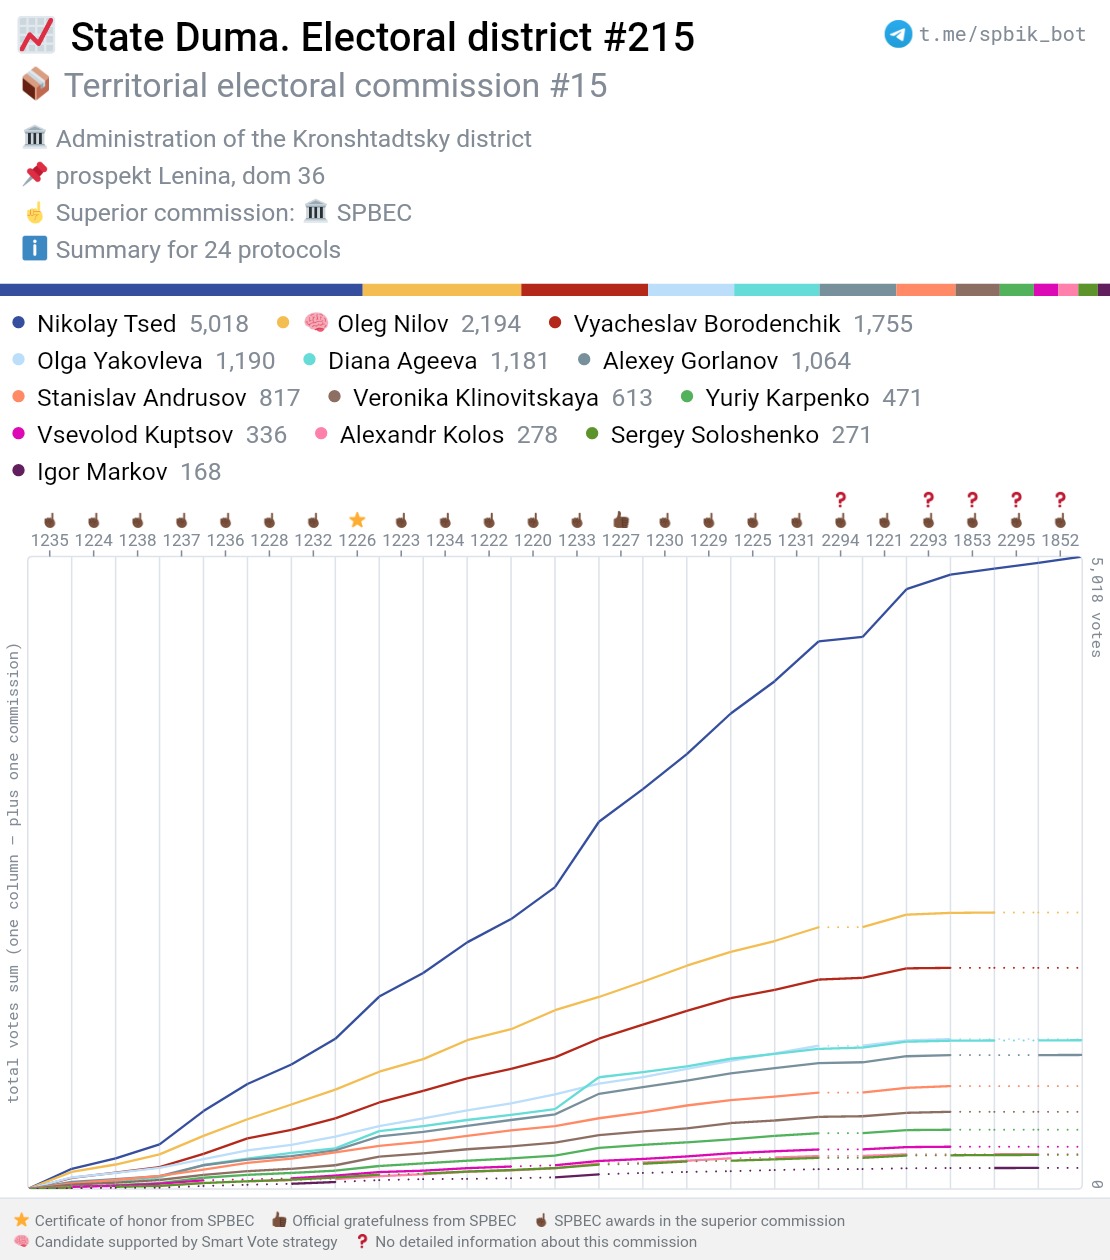 State Duma. Electoral district #215
t.me/spbik_bot
Territorial electoral commission #15
Administration of the Kronshtadtsky district
prospekt Lenina, dom 36
Superior commission: SPBEC
Summary for 24 protocols
Nikolay Tsed 5,018 Oleg Nilov 2,194 Vyacheslav Borodenchik 1,755
Olga Yakovleva 1,190 Diana Ageeva 1,181 Alexey Gorlanov 1,064
Stanislav Andrusov 817 Veronika Klinovitskaya 613 Yuriy Karpenko 471
Vsevolod Kuptsov 336 Alexandr Kolos 278 Sergey Soloshenko 271
Igor Markov 168
1235 1224 1238 1237 1236 1228 1232 1226 1223 1234 1222 1220 1233 1227 1230 1229 1225 1231 2294 1221 2293 1853 2295 1852
5,018 votes
total votes sum (one column – plus one commission)
0
Certificate of honor from SPBEC Official gratefulness from SPBEC SPBEC awards in the superior commission
Candidate supported by Smart Vote strategy No detailed information about this commission